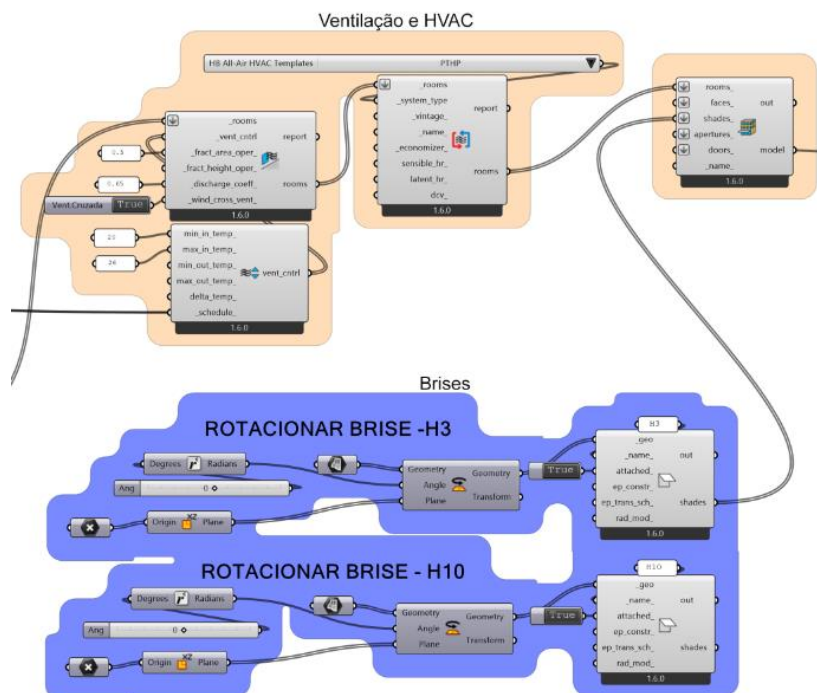 Ventilação e HVAC
HB All-Air HVAC Templates PTHP
_rooms
_vent_cntrl report
_fract_area_oper_
_fract_height_oper_
_discharge_coeff_ rooms
_wind_cross_vent_
1.6.0
0.65
Vent.Cruzada True
min_in_temp_
max_in_temp_
min_out_temp_ vent_cntrl
max_out_temp_
delta_temp_
_schedule_
1.6.0
26
_rooms
_system_type report
_vintage_
_name_
_economizer_
sensible_hr_ rooms
latent_hr_
dcv_
1.6.0
rooms_
faces_ out
shades_
apertures_
doors_ model
_name_
1.6.0
Brises
ROTACIONAR BRISE -H3
Degrees Radians
Ang 0
Origin XZ Plane
Geometry Geometry
Angle
Plane Transform
True
H3
_geo
_name_ out
attached_
ep_constr_
ep_trans_sch_ shades
rad_mod_
1.6.0
ROTACIONAR BRISE - H10
Degrees Radians
Ang 0
Origin XZ Plane
Geometry Geometry
Angle
Plane Transform
True
H10
_geo
_name_ out
attached_
ep_constr_
ep_trans_sch_ shades
rad_mod_
1.6.0